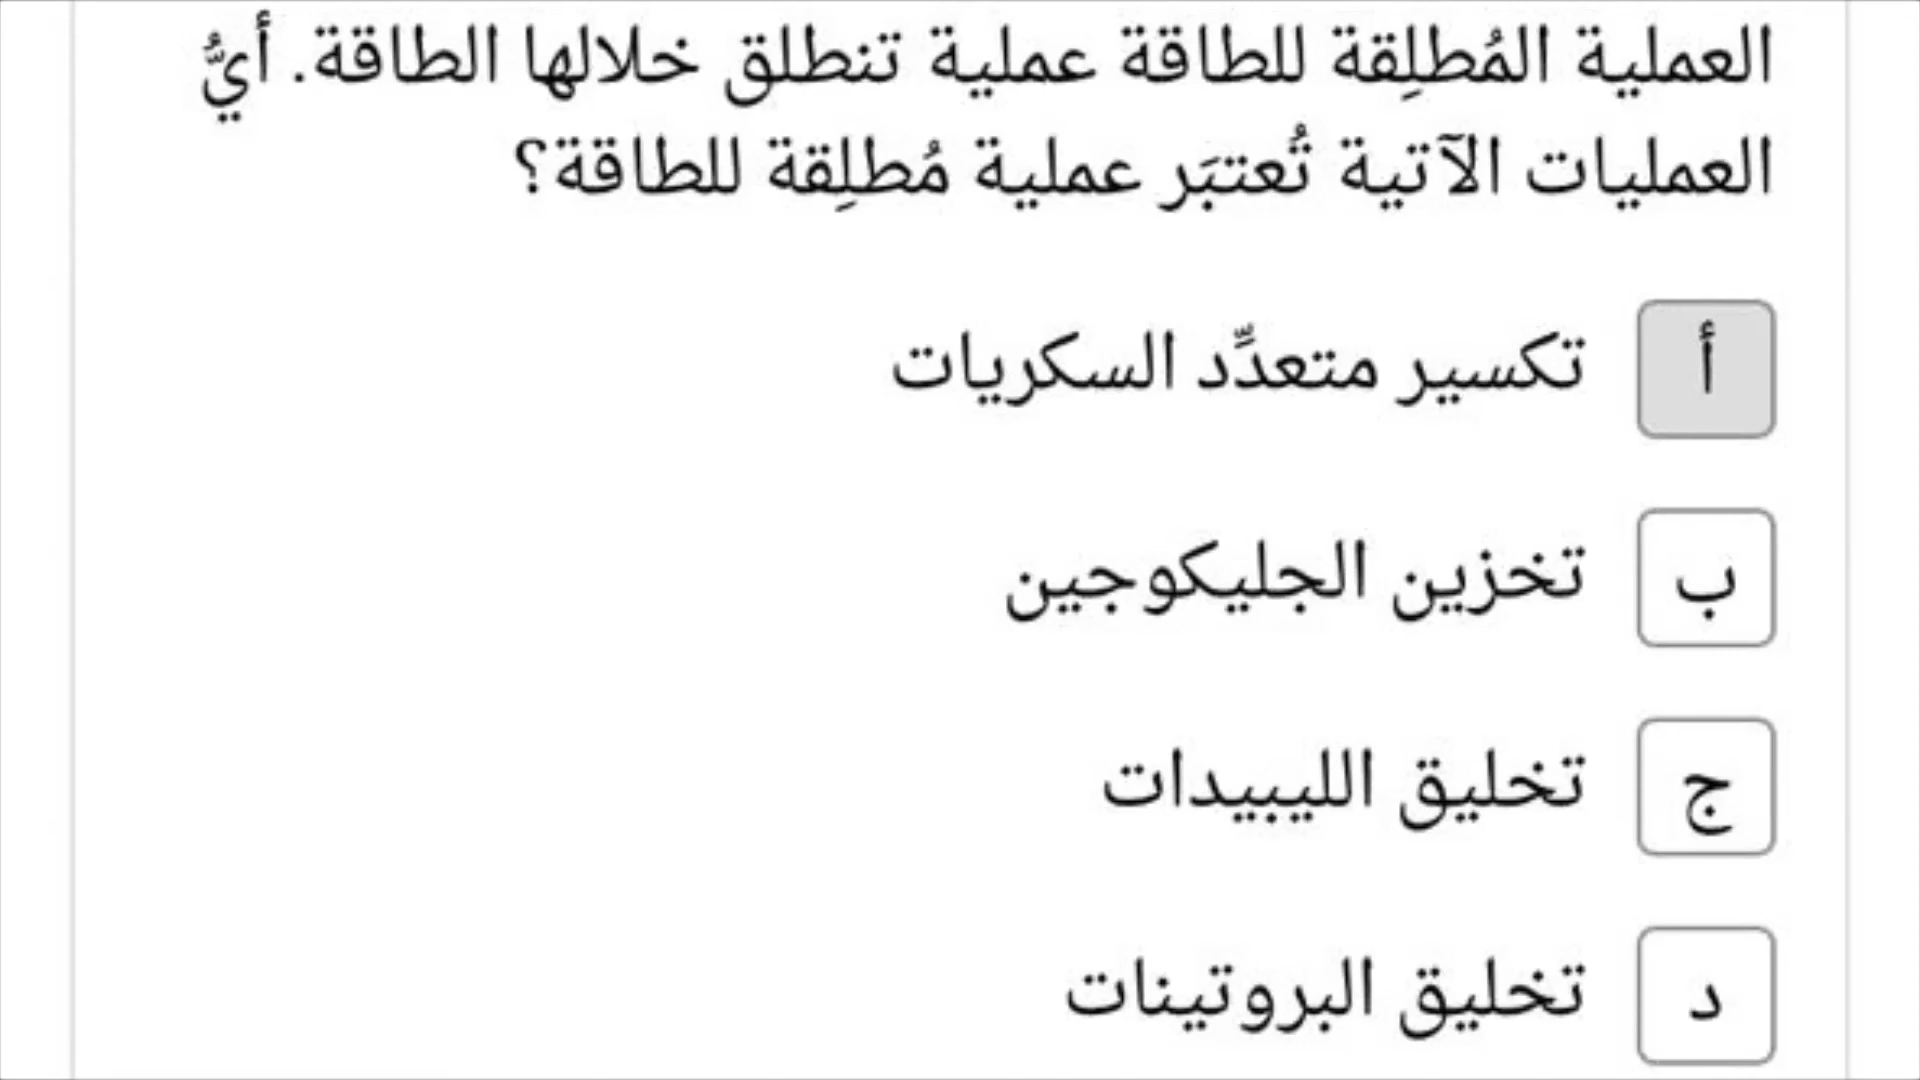 العملية المُطلِقة للطاقة عملية تنطلق خلالها الطاقة. أيُّ
العمليات الآتية تُعتبَر عملية مُطلِقة للطاقة؟
أ تكسير متعدِّد السكريات
ب تخزين الجليكوجين
ج تخليق الليبيدات
د تخليق البروتينات